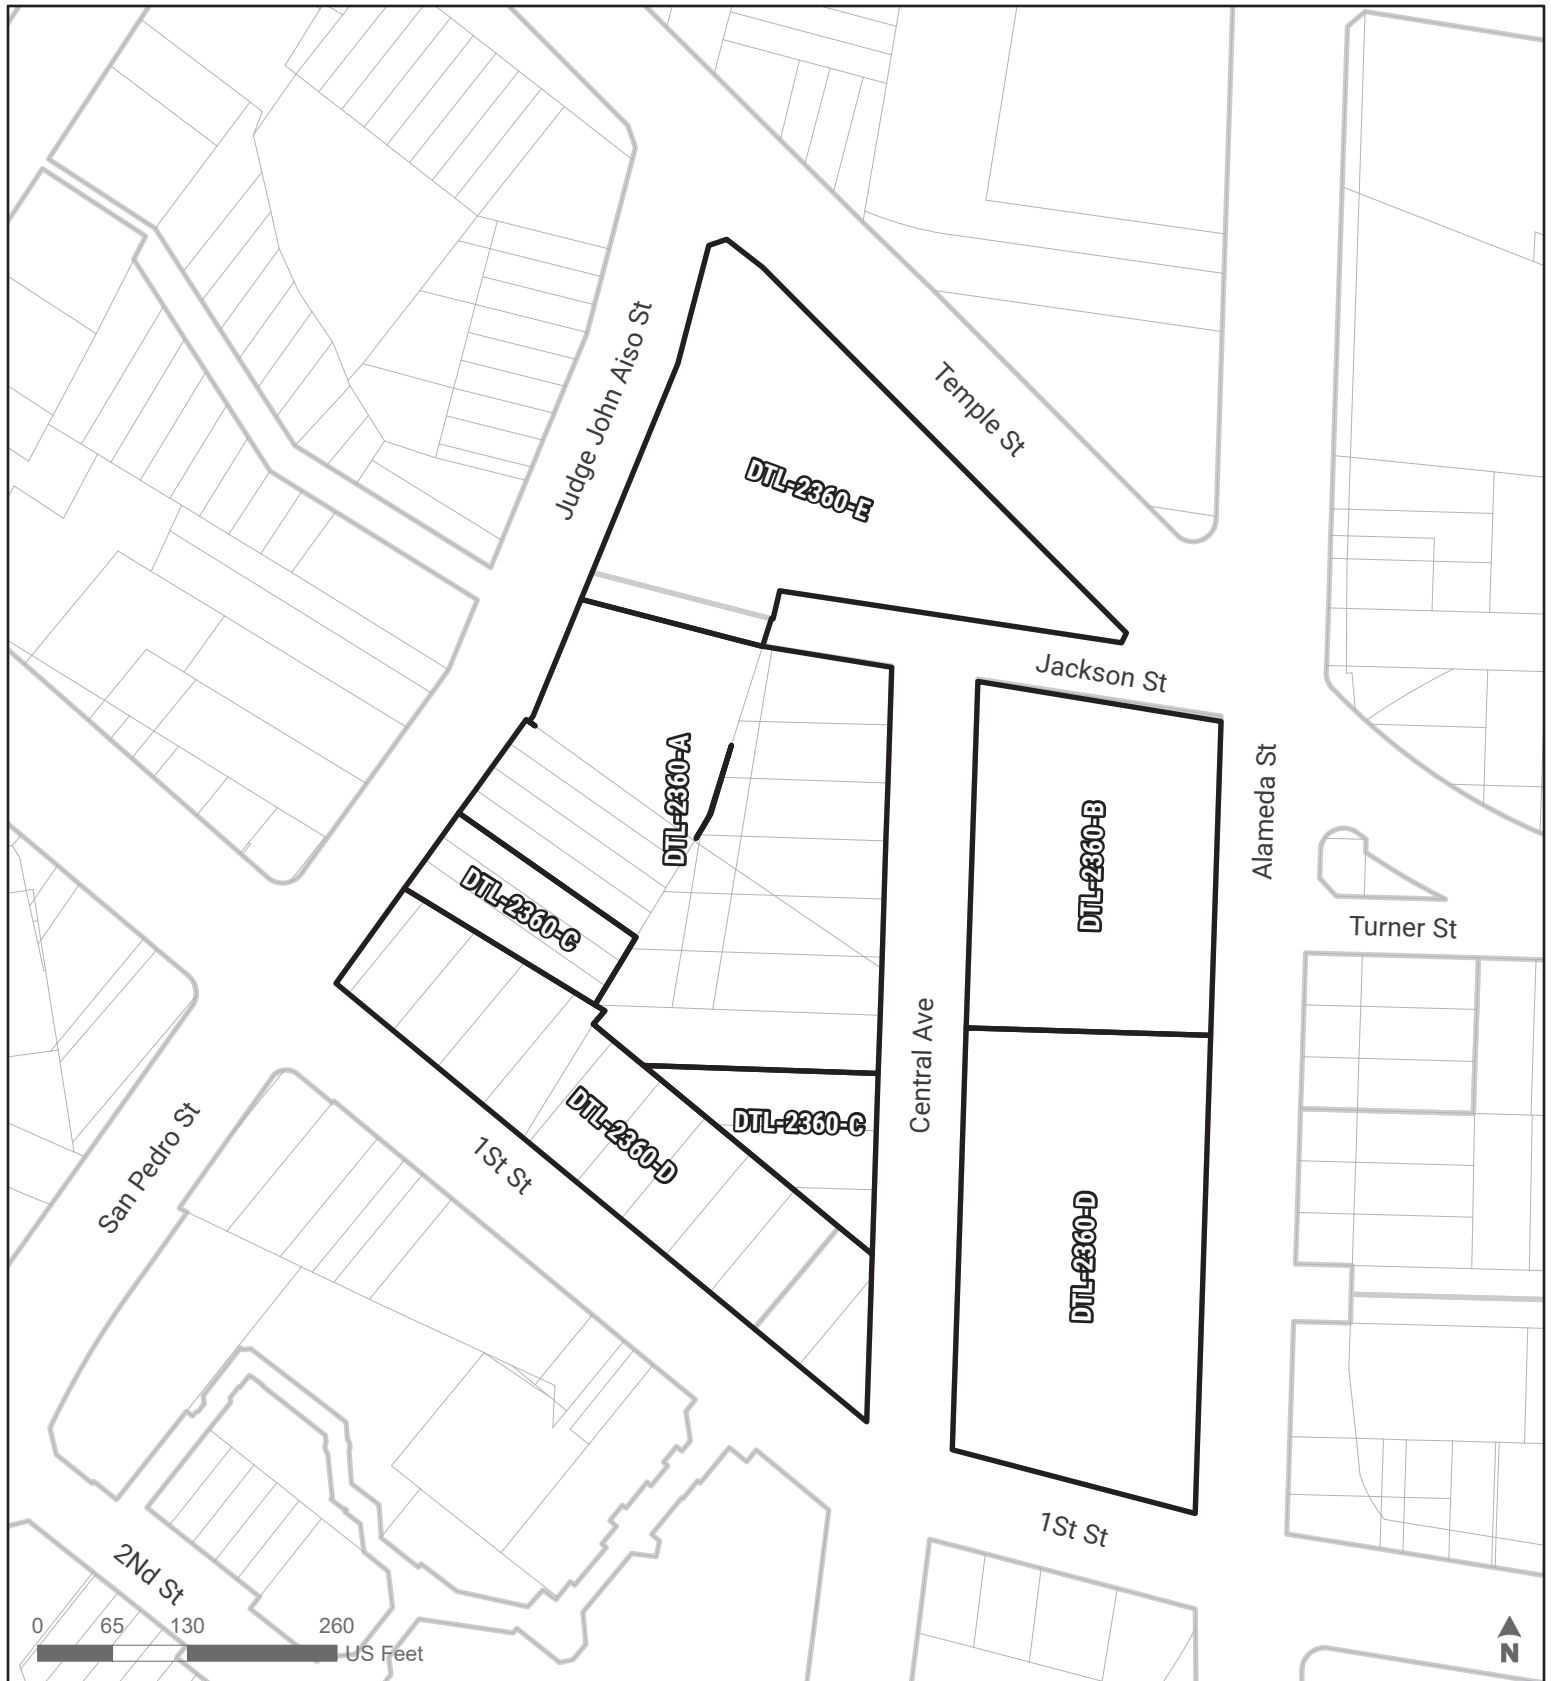 Judge John Aiso St
Temple St
DTL-2360-E
Jackson St
DTL-2360-A
DTL-2360-B
Alameda St
DTL-2360-C
Turner St
Central Ave
DTL-2360-C
DTL-2360-D
San Pedro St
1St St
DTL-2360-D
1St St
2Nd St
0 65 130 260
US Feet
N